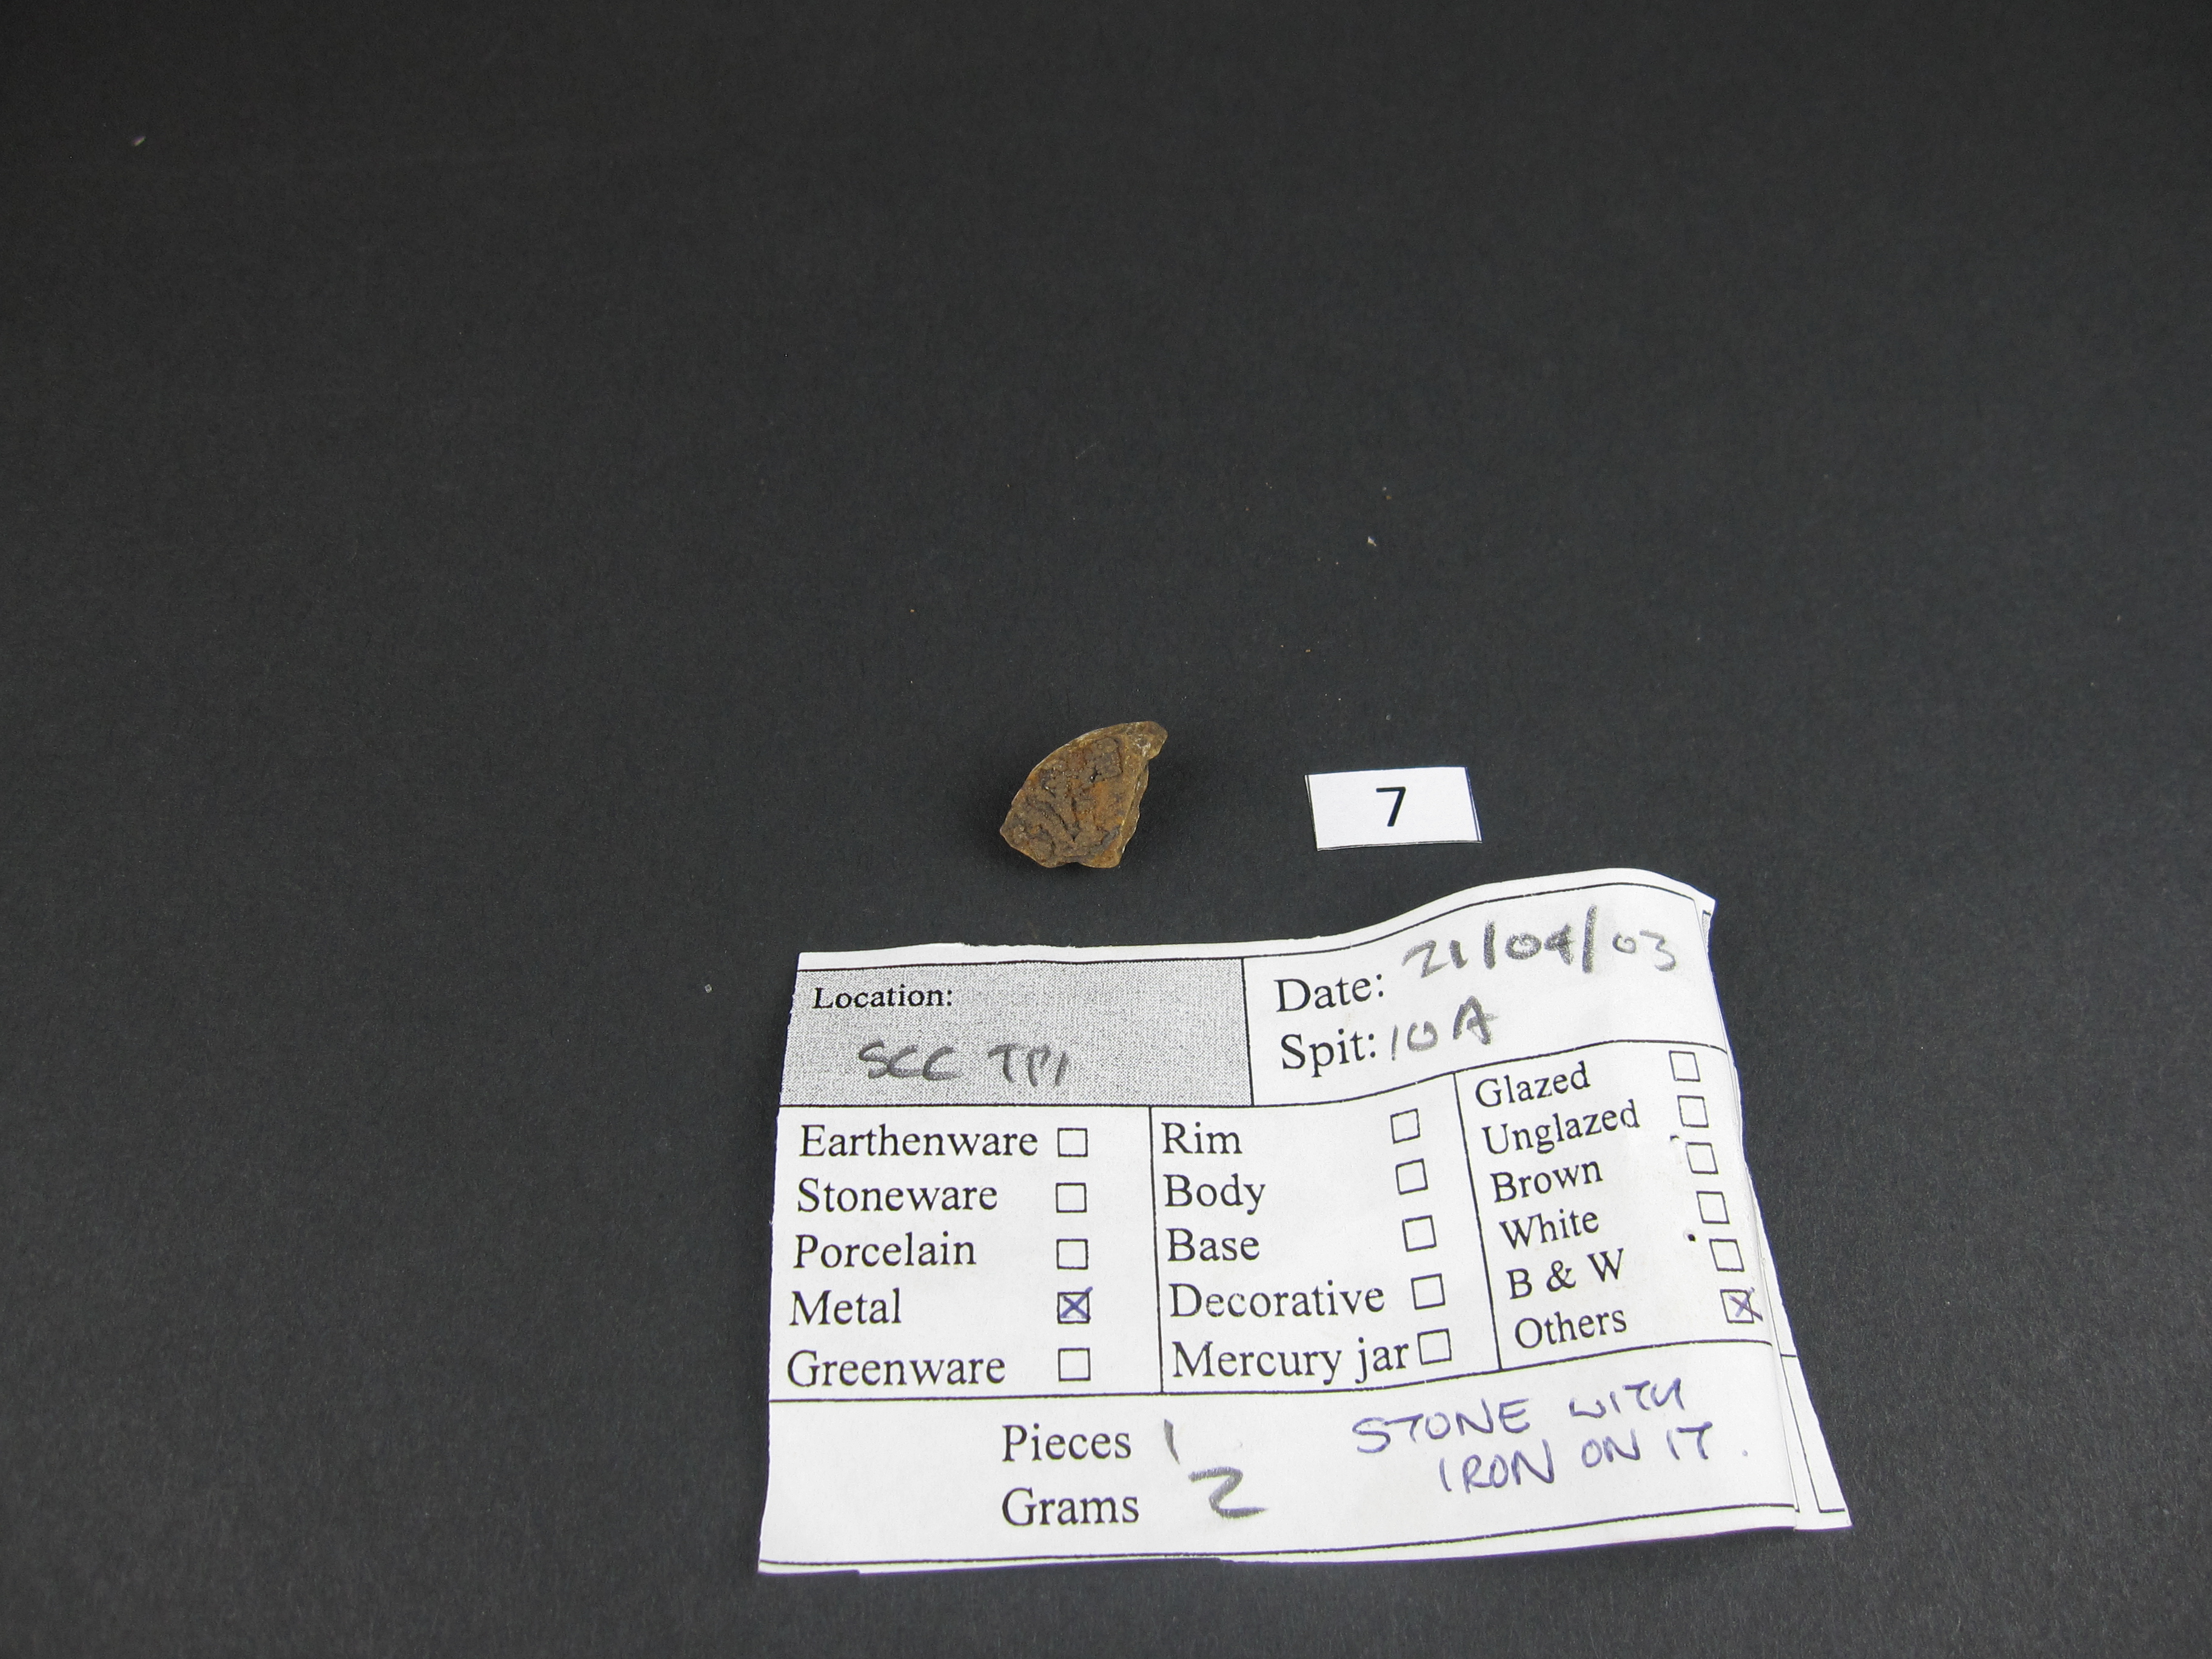 7
Location:
SCC TP1
Date: 21/04/03
Spit: 10A
Earthenware ☐
Stoneware ☐
Porcelain ☐
Metal ☒
Greenware ☐
Rim ☐
Body ☐
Base ☐
Decorative ☐
Mercury jar ☐
Glazed ☐
Unglazed ☐
Brown ☐
White ☐
B & W ☐
Others ☒
Pieces 1
Grams 2
STONE WITH
IRON ON IT.